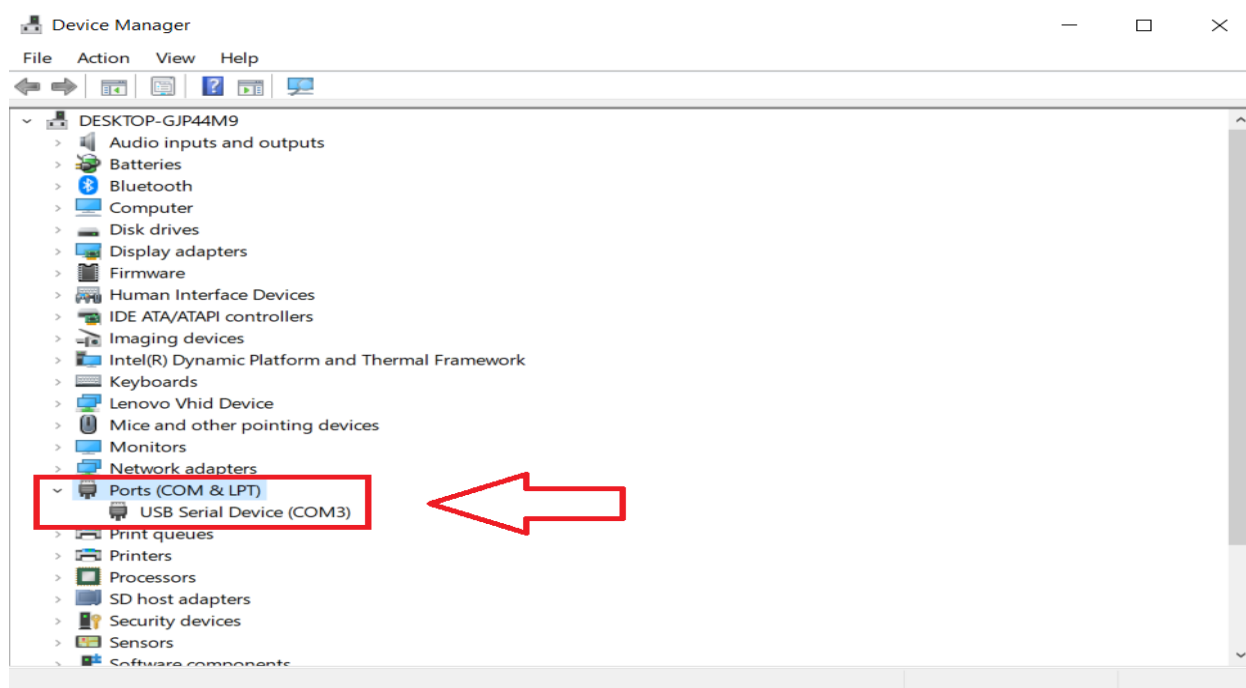 Device Manager
File Action View Help
DESKTOP-GJP44M9
Audio inputs and outputs
Batteries
Bluetooth
Computer
Disk drives
Display adapters
Firmware
Human Interface Devices
IDE ATA/ATAPI controllers
Imaging devices
Intel(R) Dynamic Platform and Thermal Framework
Keyboards
Lenovo Vhid Device
Mice and other pointing devices
Monitors
Network adapters
Ports (COM & LPT)
USB Serial Device (COM3)
Print queues
Printers
Processors
SD host adapters
Security devices
Sensors
Software components